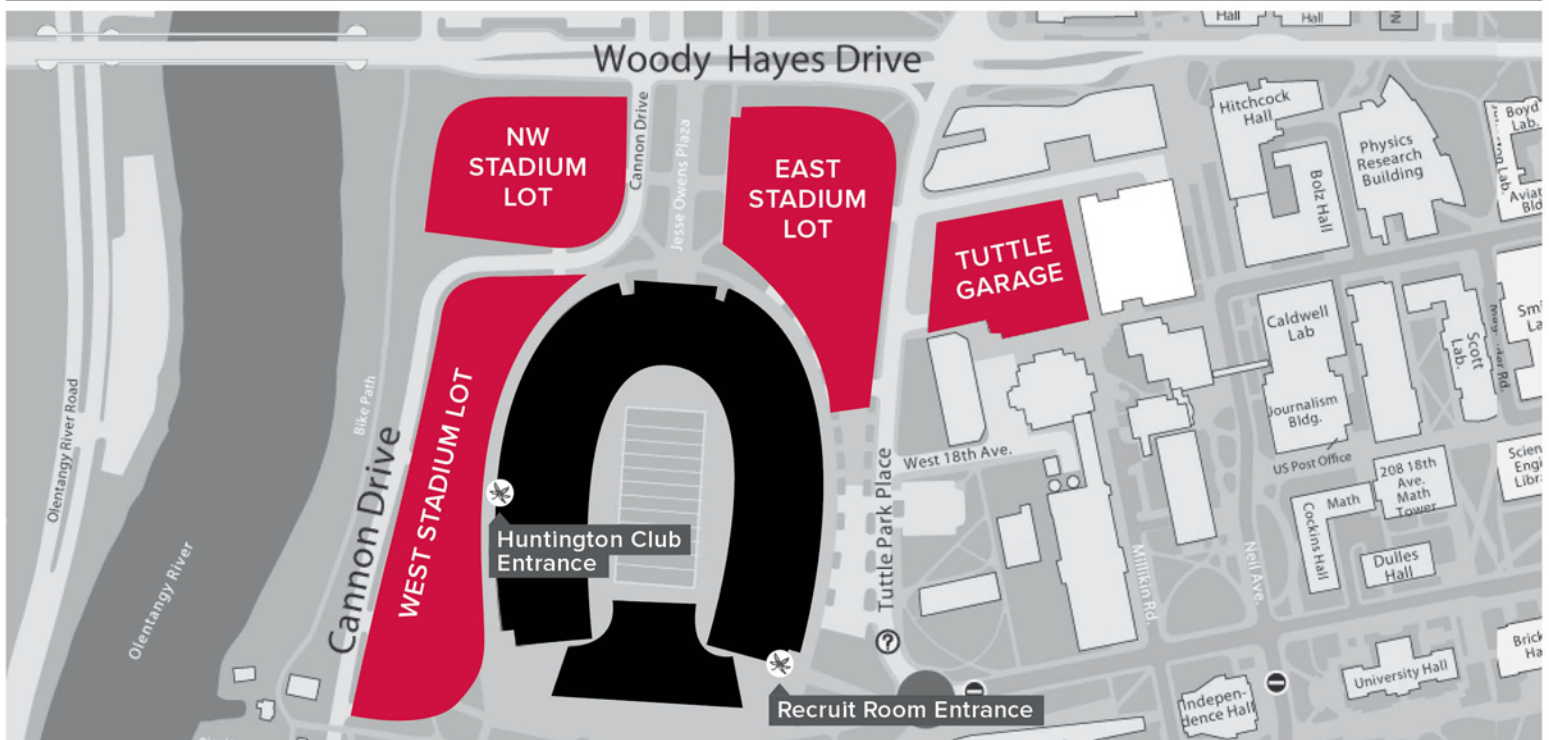 Hall
Hall
Woody Hayes Drive
NW
STADIUM
LOT
Cannon Drive
Jesse Owens Plaza
EAST
STADIUM
LOT
TUTTLE
GARAGE
Hitchcock
Hall
Bolz Hall
Physics
Research
Building
Boyd
Lab.
Lab.
Caldwell
Lab
Journalism
Bldg.
Scott
Lab.
Rd.
US Post Office
Olentangy River Road
Bike Path
Olentangy River
Cannon Drive
WEST STADIUM LOT
Huntington Club
Entrance
West 18th Ave.
Tuttle Park Place
?
Recruit Room Entrance
Millikin Rd.
Neil Ave.
208 18th
Ave.
Math
Tower
Math
Cockins Hall
Dulles
Hall
University Hall
Indepen-
dence Hall